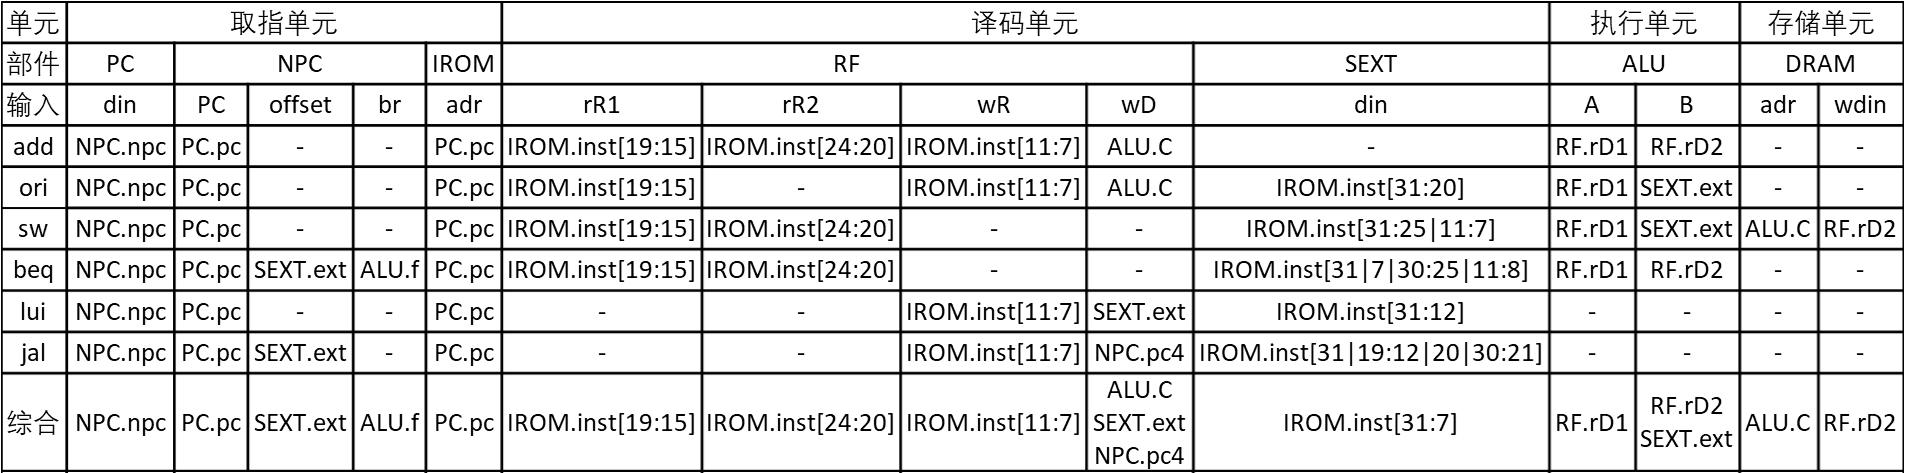 单元 取指单元 译码单元 执行单元 存储单元
部件 PC NPC IROM RF SEXT ALU DRAM
输入 din PC offset br adr rR1 rR2 wR wD din A B adr wdin
add NPC.npc PC.pc - - PC.pc IROM.inst[19:15] IROM.inst[24:20] IROM.inst[11:7] ALU.C - RF.rD1 RF.rD2 - -
ori NPC.npc PC.pc - - PC.pc IROM.inst[19:15] - IROM.inst[11:7] ALU.C IROM.inst[31:20] RF.rD1 SEXT.ext - -
sw NPC.npc PC.pc - - PC.pc IROM.inst[19:15] IROM.inst[24:20] - - IROM.inst[31:25|11:7] RF.rD1 SEXT.ext ALU.C RF.rD2
beq NPC.npc PC.pc SEXT.ext ALU.f PC.pc IROM.inst[19:15] IROM.inst[24:20] - - IROM.inst[31|7|30:25|11:8] RF.rD1 RF.rD2 - -
lui NPC.npc PC.pc - - PC.pc - - IROM.inst[11:7] SEXT.ext IROM.inst[31:12] - - - -
jal NPC.npc PC.pc SEXT.ext - PC.pc - - IROM.inst[11:7] NPC.pc4 IROM.inst[31|19:12|20|30:21] - - - -
综合 NPC.npc PC.pc SEXT.ext ALU.f PC.pc IROM.inst[19:15] IROM.inst[24:20] IROM.inst[11:7] ALU.C
SEXT.ext
NPC.pc4 IROM.inst[31:7] RF.rD1 RF.rD2
SEXT.ext ALU.C RF.rD2